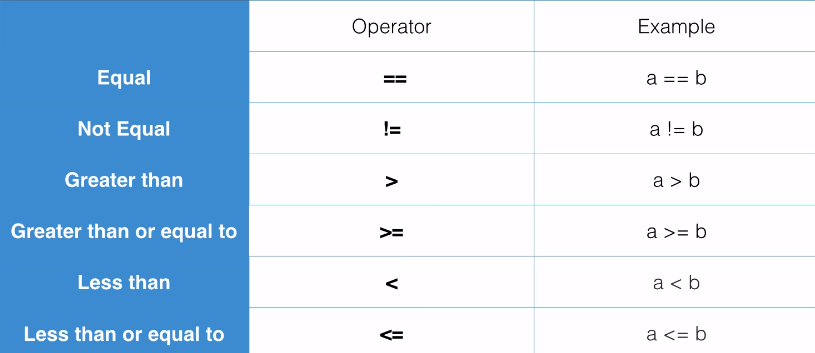 Operator Example
Equal == a == b
Not Equal != a != b
Greater than > a > b
Greater than or equal to >= a >= b
Less than < a < b
Less than or equal to <= a <= b